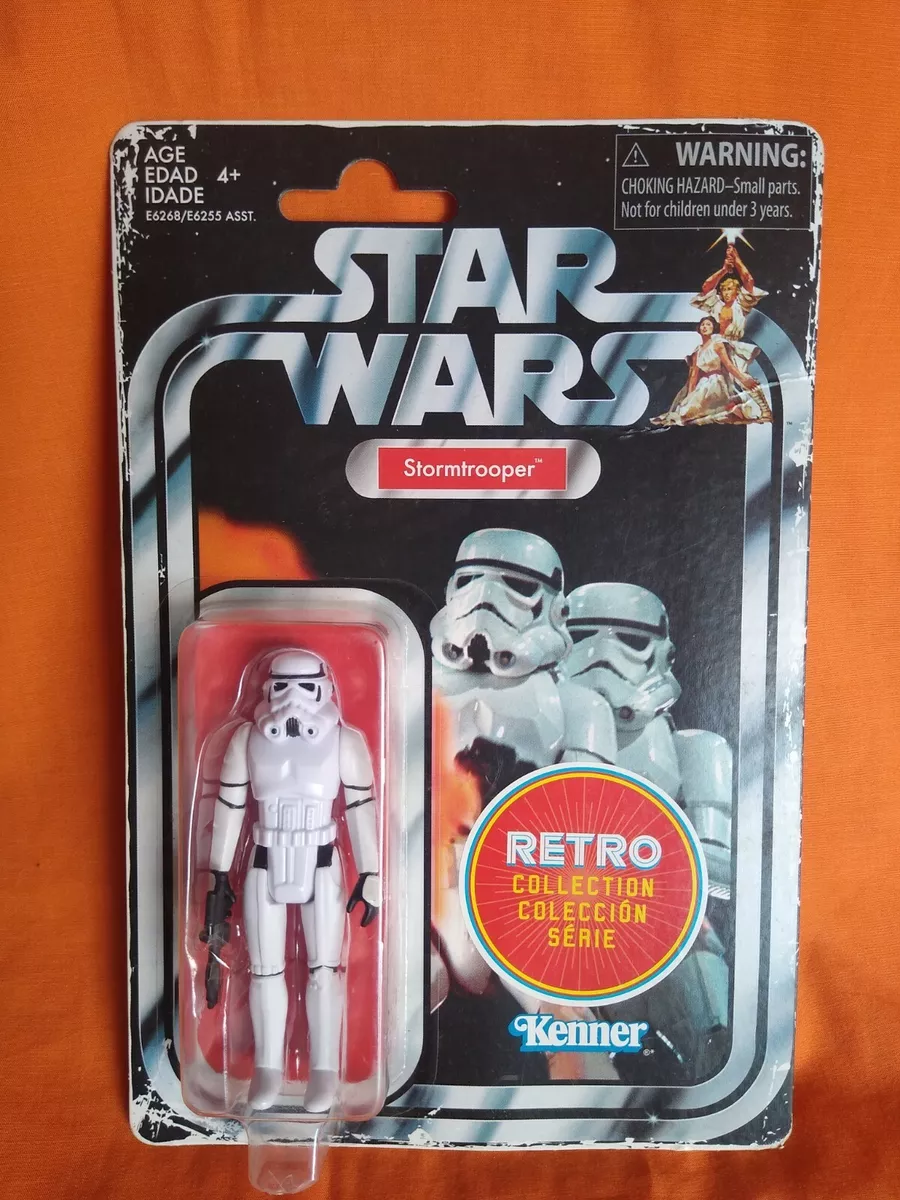 AGE
EDAD 4+
IDADE
E6268/E6255 ASST.
⚠ WARNING:
CHOKING HAZARD–Small parts.
Not for children under 3 years.
STAR
WARS
™
Stormtrooper™
RETRO
COLLECTION
COLECCIÓN
SÉRIE
Kenner®